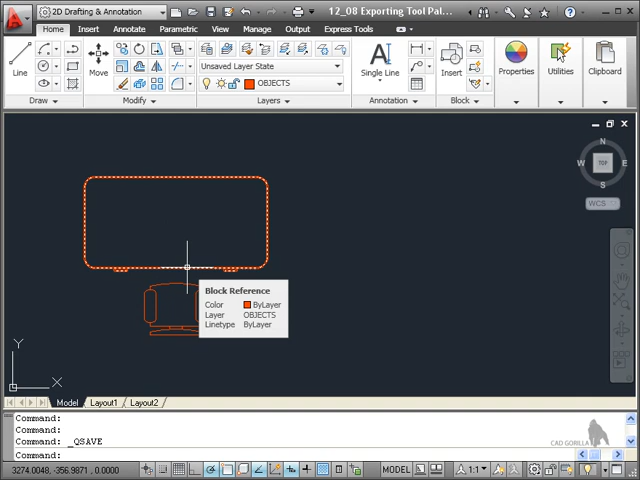 2D Drafting & Annotation
12_08 Exporting Tool Pal...
Home Insert Annotate Parametric View Manage Output Express Tools
Line
Move
Unsaved Layer State
OBJECTS
A
Single Line
Insert
Properties
Utilities
Clipboard
Draw Modify Layers Annotation Block
N
W TOP E
S
WCS
Block Reference
Color ByLayer
Layer OBJECTS
Linetype ByLayer
Y
X
Model Layout1 Layout2
Command:
Command:
Command: _QSAVE
Command:
CAD GORILLA
3274.0048, -356.9871 , 0.0000
MODEL
1:1